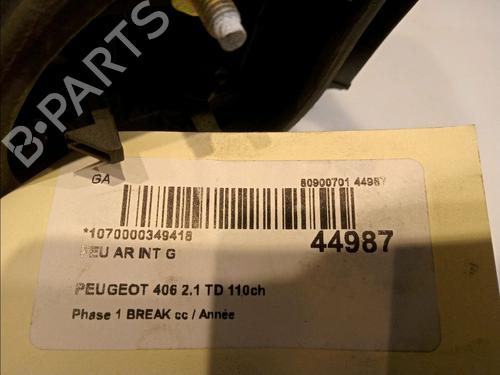 B-PARTS
GA
80900701 44987
*1070000349418
44987
FEU AR INT G
PEUGEOT 406 2.1 TD 110ch
Phase 1 BREAK cc / Année